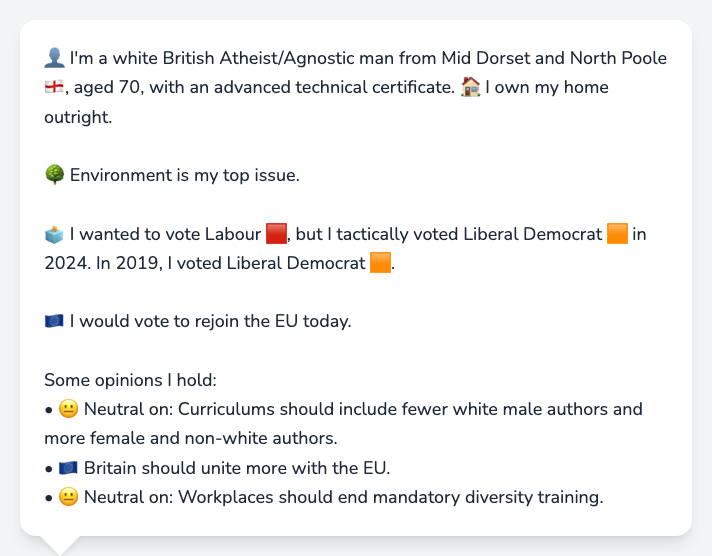 👤 I'm a white British Atheist/Agnostic man from Mid Dorset and North Poole
🏴󠁧󠁢󠁥󠁮󠁧󠁿, aged 70, with an advanced technical certificate. 🏠 I own my home
outright.
🌳 Environment is my top issue.
🗳️ I wanted to vote Labour 🟥, but I tactically voted Liberal Democrat 🟧 in
2024. In 2019, I voted Liberal Democrat 🟧.
🇪🇺 I would vote to rejoin the EU today.
Some opinions I hold:
• 😐 Neutral on: Curriculums should include fewer white male authors and
more female and non-white authors.
• 🇪🇺 Britain should unite more with the EU.
• 😐 Neutral on: Workplaces should end mandatory diversity training.